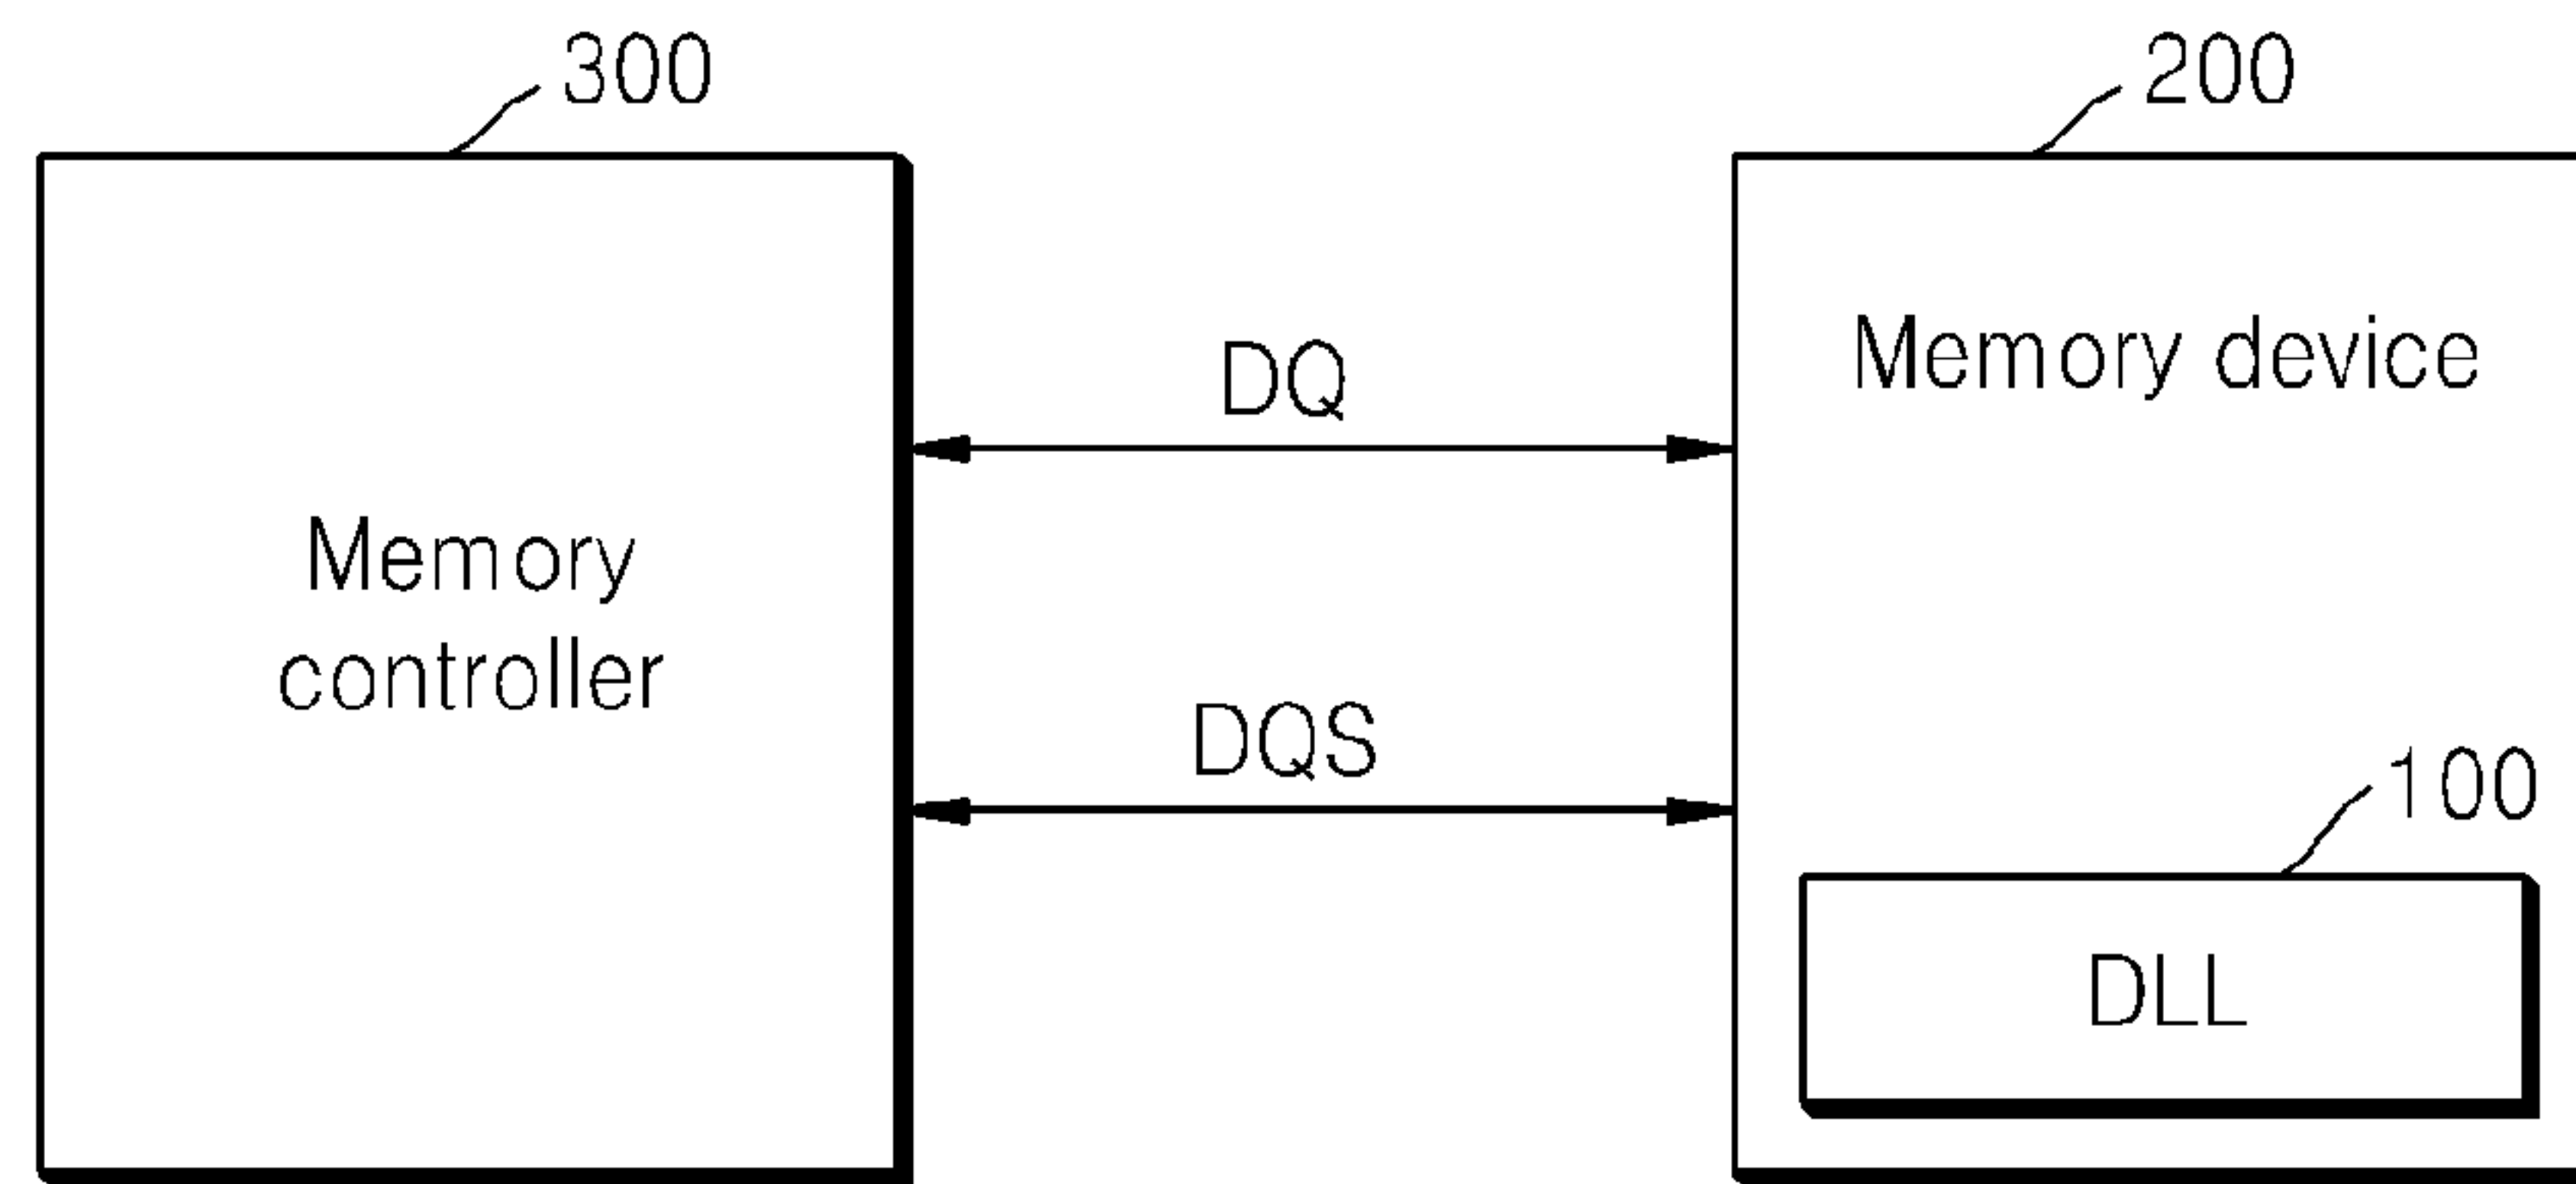 300
200
Memory
controller
DQ
DQS
Memory device
100
DLL